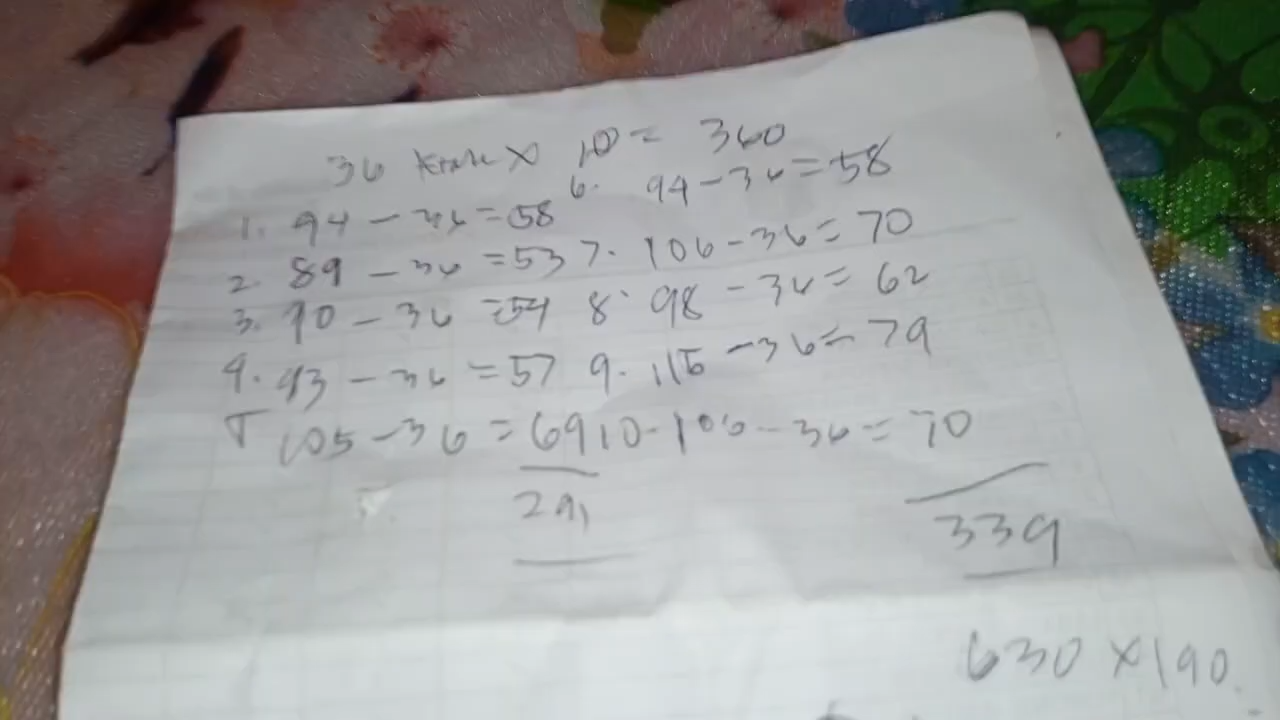 36 × 10 = 360
1. 94 - 36 = 58 6. 94 - 36 = 58
2. 89 - 36 = 53 7. 106 - 36 = 70
3. 90 - 36 = 54 8. 98 - 36 = 62
4. 93 - 36 = 57 9. 115 - 36 = 79
5 105 - 36 = 69 10. 106 - 36 = 70
291 339
630 × 190.